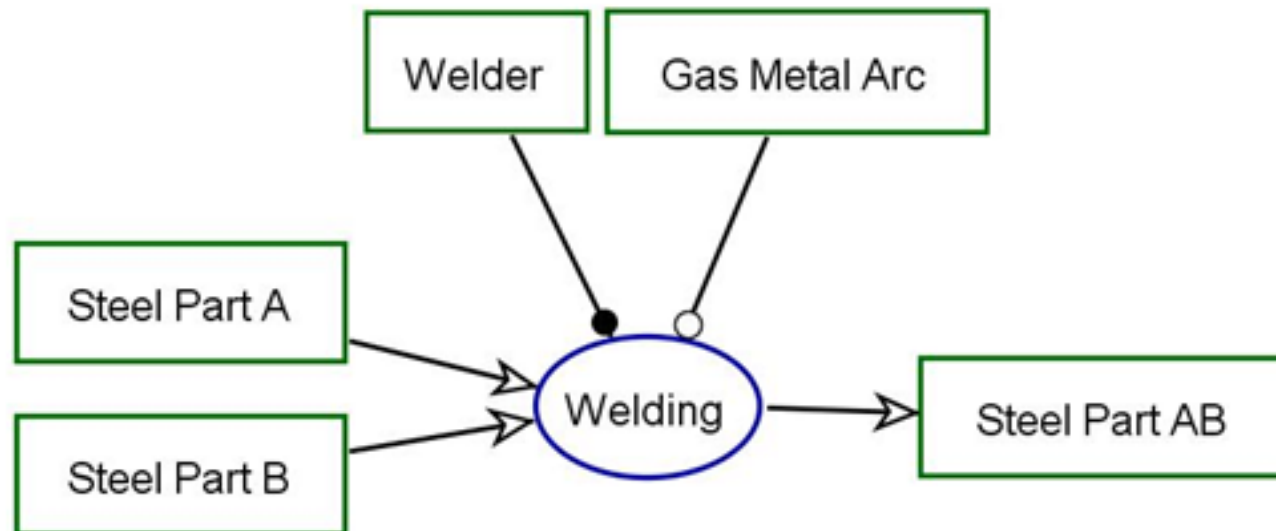 Welder
Gas Metal Arc
Steel Part A
Welding
Steel Part AB
Steel Part B